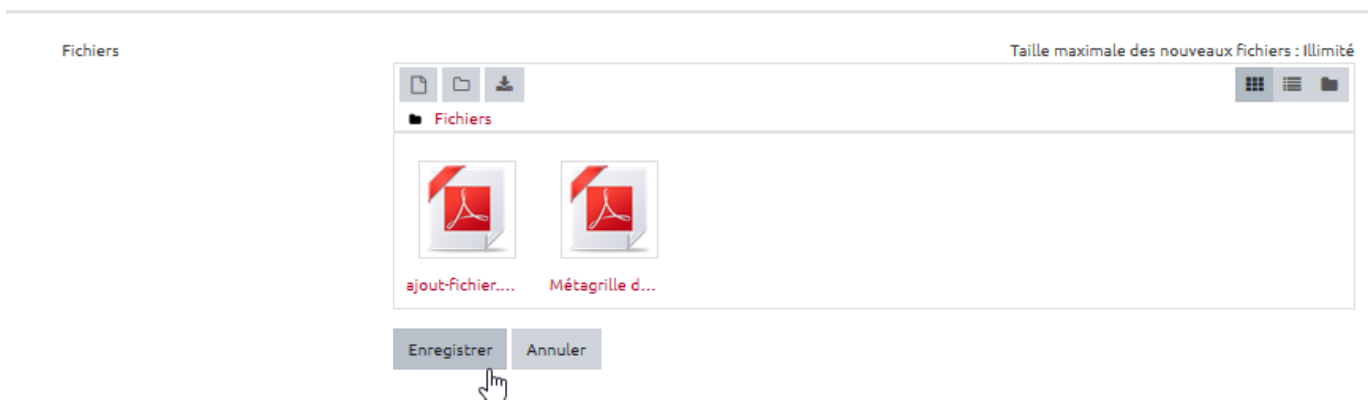 Fichiers
Taille maximale des nouveaux fichiers : Illimité
Fichiers
ajout-fichier.... Métagrille d...
Enregistrer Annuler